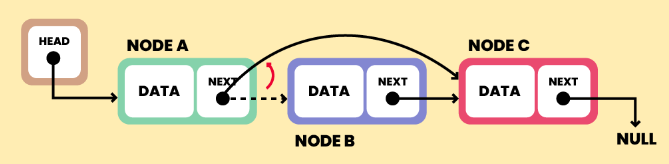 HEAD
NODE A
DATA
NEXT
NODE B
DATA
NEXT
NODE C
DATA
NEXT
NULL